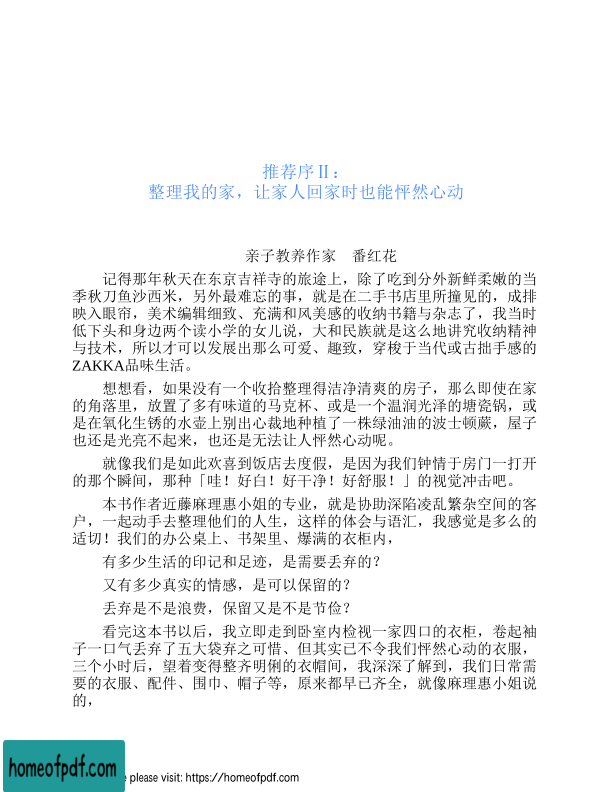 推荐序Ⅱ：
整理我的家，让家人回家时也能怦然心动
亲子教养作家　番红花
记得那年秋天在东京吉祥寺的旅途上，除了吃到分外新鲜柔嫩的当
季秋刀鱼沙西米，另外最难忘的事，就是在二手书店里所撞见的，成排
映入眼帘，美术编辑细致、充满和风美感的收纳书籍与杂志了，我当时
低下头和身边两个读小学的女儿说，大和民族就是这么地讲究收纳精神
与技术，所以才可以发展出那么可爱、趣致，穿梭于当代或古拙手感的
ZAKKA品味生活。
想想看，如果没有一个收拾整理得洁净清爽的房子，那么即使在家
的角落里，放置了多有味道的马克杯、或是一个温润光泽的塘瓷锅，或
是在氧化生锈的水壶上别出心裁地种植了一株绿油油的波士顿蕨，屋子
也还是光亮不起来，也还是无法让人怦然心动呢。
就像我们是如此欢喜到饭店去度假，是因为我们钟情于房门一打开
的那个瞬间，那种「哇！好白！好干净！好舒服！」的视觉冲击吧。
本书作者近藤麻理惠小姐的专业，就是协助深陷凌乱繁杂空间的客
户，一起动手去整理他们的人生，这样的体会与语汇，我感觉是多么的
适切！我们的办公桌上、书架里、爆满的衣柜内，
有多少生活的印记和足迹，是需要丢弃的？
又有多少真实的情感，是可以保留的？
丢弃是不是浪费，保留又是不是节俭？
看完这本书以后，我立即走到卧室内检视一家四口的衣柜，卷起袖
子一口气丢弃了五大袋弃之可惜、但其实已不令我们怦然心动的衣服，
三个小时后，望着变得整齐明俐的衣帽间，我深深了解到，我们日常需
要的衣服、配件、围巾、帽子等，原来都早已齐全，就像麻理惠小姐说
的，
homeofpdf.com
please visit: https://homeofpdf.com